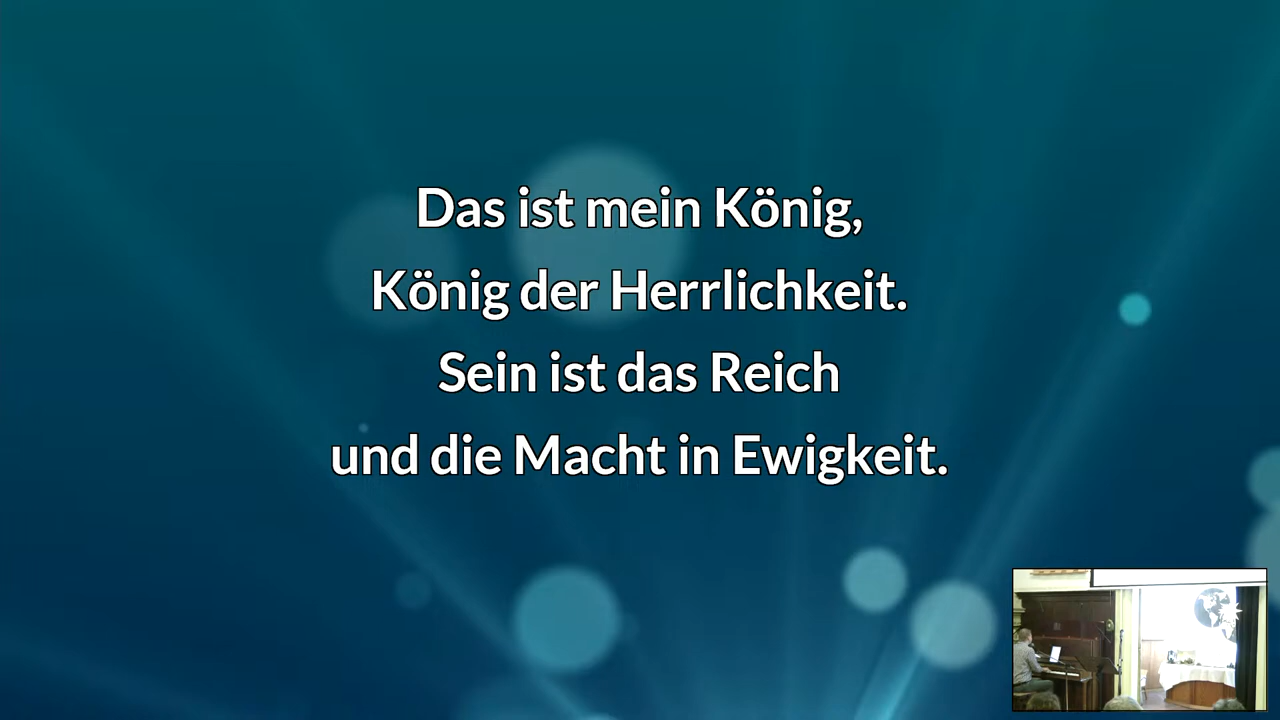 Das ist mein König,
König der Herrlichkeit.
Sein ist das Reich
und die Macht in Ewigkeit.